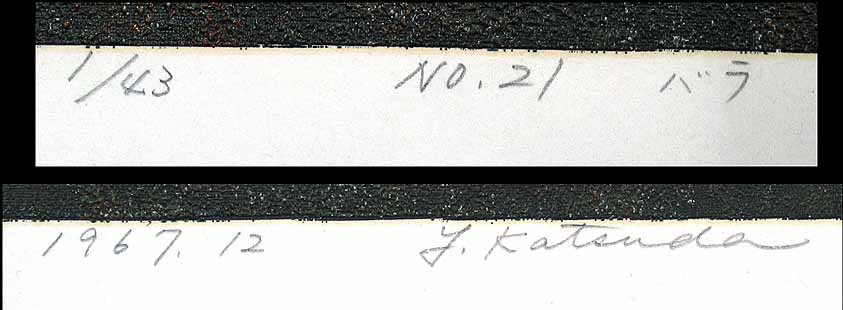 1/43 NO. 21 バラ
1967. 12 Y. Katsuda